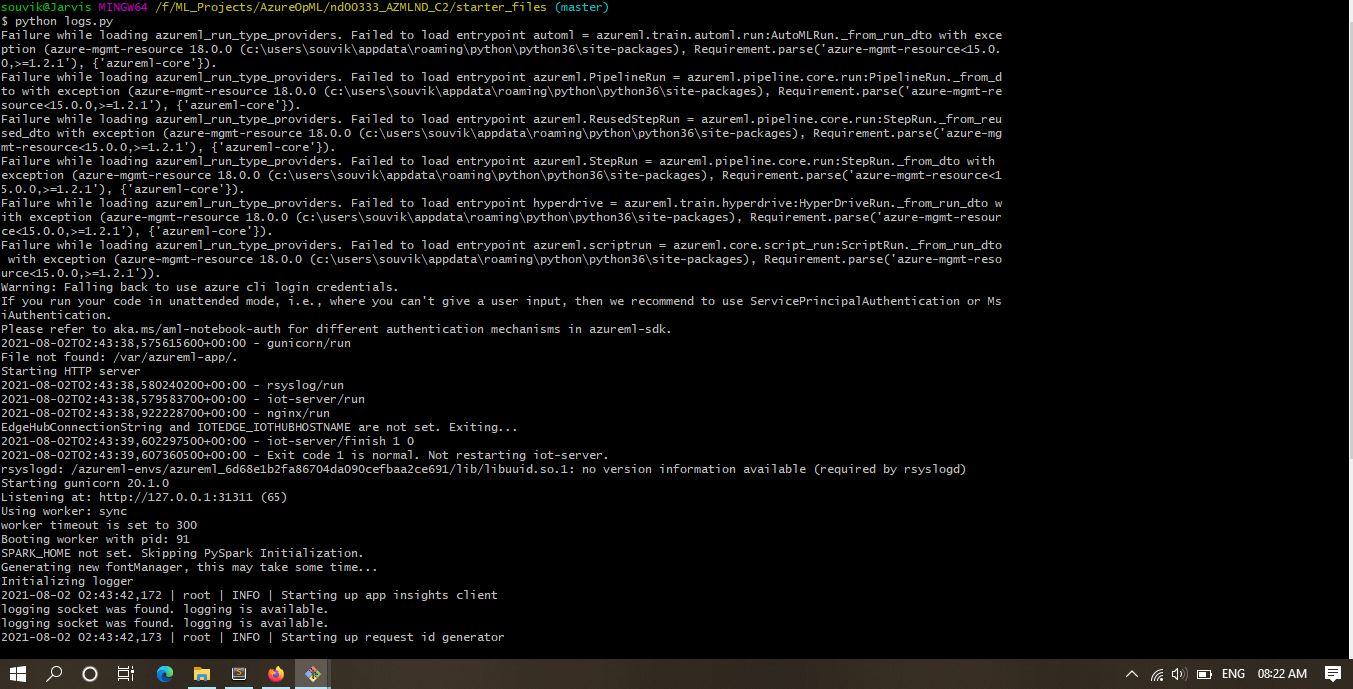 souvik@Jarvis MINGW64 /f/ML_Projects/AzureOpML/nd00333_AZMLND_C2/starter_files (master)
$ python logs.py
Failure while loading azureml_run_type_providers. Failed to load entrypoint automl = azureml.train.automl.run:AutoMLRun._from_run_dto with exce
ption (azure-mgmt-resource 18.0.0 (c:\users\souvik\appdata\roaming\python\python36\site-packages), Requirement.parse('azure-mgmt-resource<15.0.
0,>=1.2.1'), {'azureml-core'}).
Failure while loading azureml_run_type_providers. Failed to load entrypoint azureml.PipelineRun = azureml.pipeline.core.run:PipelineRun._from_d
to with exception (azure-mgmt-resource 18.0.0 (c:\users\souvik\appdata\roaming\python\python36\site-packages), Requirement.parse('azure-mgmt-re
source<15.0.0,>=1.2.1'), {'azureml-core'}).
Failure while loading azureml_run_type_providers. Failed to load entrypoint azureml.ReusedStepRun = azureml.pipeline.core.run:StepRun._from_reu
sed_dto with exception (azure-mgmt-resource 18.0.0 (c:\users\souvik\appdata\roaming\python\python36\site-packages), Requirement.parse('azure-mg
mt-resource<15.0.0,>=1.2.1'), {'azureml-core'}).
Failure while loading azureml_run_type_providers. Failed to load entrypoint azureml.StepRun = azureml.pipeline.core.run:StepRun._from_dto with 
exception (azure-mgmt-resource 18.0.0 (c:\users\souvik\appdata\roaming\python\python36\site-packages), Requirement.parse('azure-mgmt-resource<1
5.0.0,>=1.2.1'), {'azureml-core'}).
Failure while loading azureml_run_type_providers. Failed to load entrypoint hyperdrive = azureml.train.hyperdrive:HyperDriveRun._from_run_dto w
ith exception (azure-mgmt-resource 18.0.0 (c:\users\souvik\appdata\roaming\python\python36\site-packages), Requirement.parse('azure-mgmt-resour
ce<15.0.0,>=1.2.1'), {'azureml-core'}).
Failure while loading azureml_run_type_providers. Failed to load entrypoint azureml.scriptrun = azureml.core.script_run:ScriptRun._from_run_dto
 with exception (azure-mgmt-resource 18.0.0 (c:\users\souvik\appdata\roaming\python\python36\site-packages), Requirement.parse('azure-mgmt-reso
urce<15.0.0,>=1.2.1')).
Warning: Falling back to use azure cli login credentials.
If you run your code in unattended mode, i.e., where you can't give a user input, then we recommend to use ServicePrincipalAuthentication or Ms
iAuthentication.
Please refer to aka.ms/aml-notebook-auth for different authentication mechanisms in azureml-sdk.
2021-08-02T02:43:38,575615600+00:00 - gunicorn/run
File not found: /var/azureml-app/.
Starting HTTP server
2021-08-02T02:43:38,580240200+00:00 - rsyslog/run
2021-08-02T02:43:38,579583700+00:00 - iot-server/run
2021-08-02T02:43:38,922228700+00:00 - nginx/run
EdgeHubConnectionString and IOTEDGE_IOTHUBHOSTNAME are not set. Exiting...
2021-08-02T02:43:39,602297500+00:00 - iot-server/finish 1 0
2021-08-02T02:43:39,607360500+00:00 - Exit code 1 is normal. Not restarting iot-server.
rsyslogd: /azureml-envs/azureml_6d68e1b2fa86704da090cefbaa2ce691/lib/libuuid.so.1: no version information available (required by rsyslogd)
Starting gunicorn 20.1.0
Listening at: http://127.0.0.1:31311 (65)
Using worker: sync
worker timeout is set to 300
Booting worker with pid: 91
SPARK_HOME not set. Skipping PySpark Initialization.
Generating new fontManager, this may take some time...
Initializing logger
2021-08-02 02:43:42,172 | root | INFO | Starting up app insights client
logging socket was found. logging is available.
logging socket was found. logging is available.
2021-08-02 02:43:42,173 | root | INFO | Starting up request id generator
ENG 08:22 AM